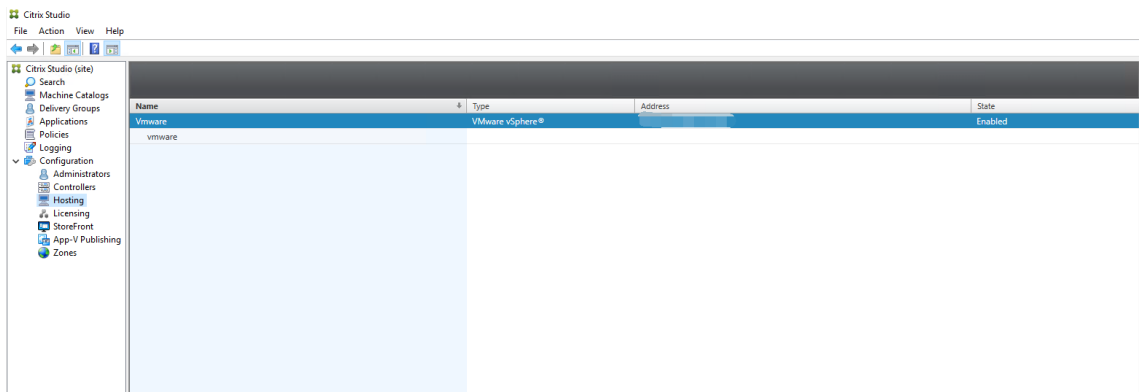 Citrix Studio
File Action View Help
Citrix Studio (site)
Search
Machine Catalogs
Delivery Groups
Applications
Policies
Logging
Configuration
Administrators
Controllers
Hosting
Licensing
StoreFront
App-V Publishing
Zones
Name Type Address State
Vmware VMware vSphere® Enabled
vmware